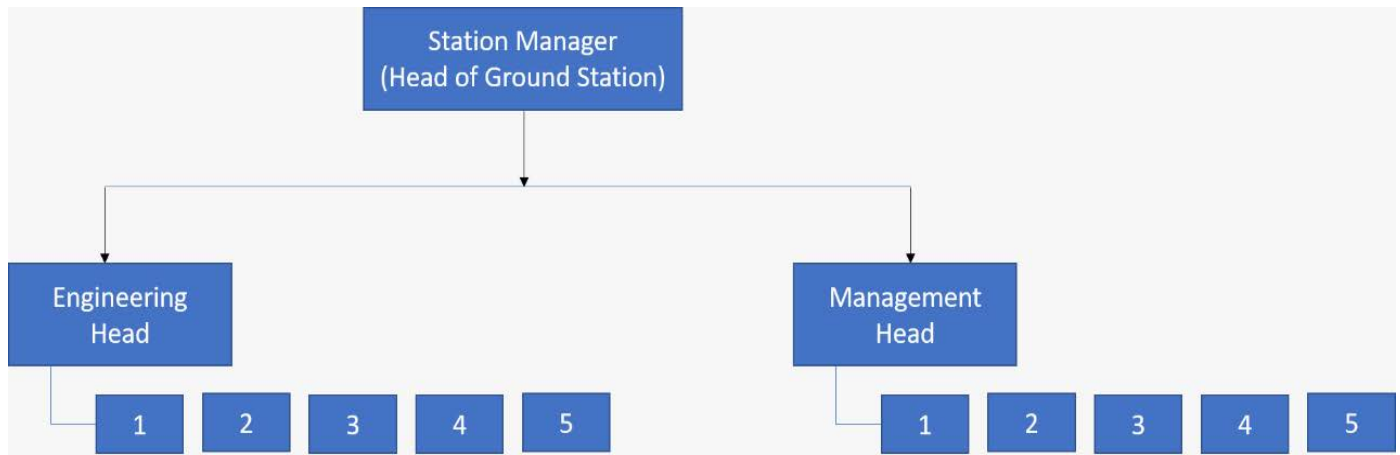 Station Manager
(Head of Ground Station)
Engineering
Head
Management
Head
1 2 3 4 5
1 2 3 4 5